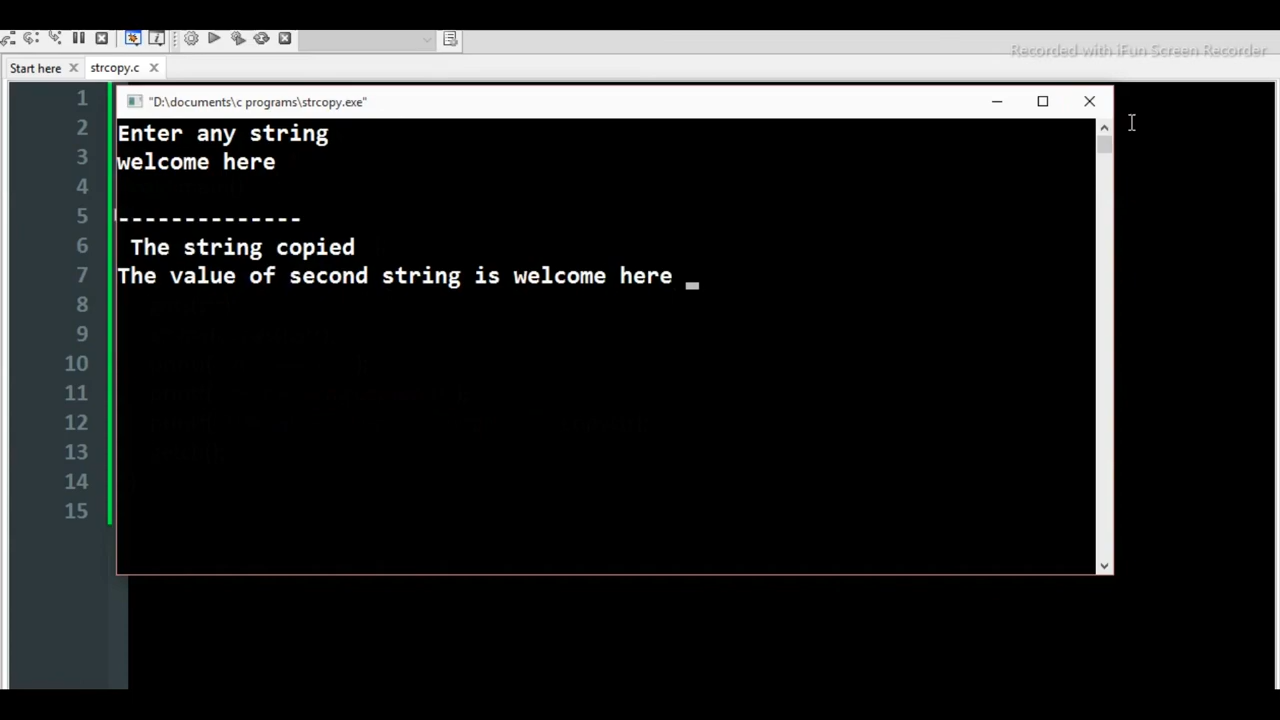 Recorded with iFun Screen Recorder
Start here
strcopy.c
"D:\documents\c programs\strcopy.exe"
1
2
3
4
5
6
7
8
9
10
11
12
13
14
15
Enter any string
welcome here
--------------
The string copied
The value of second string is welcome here